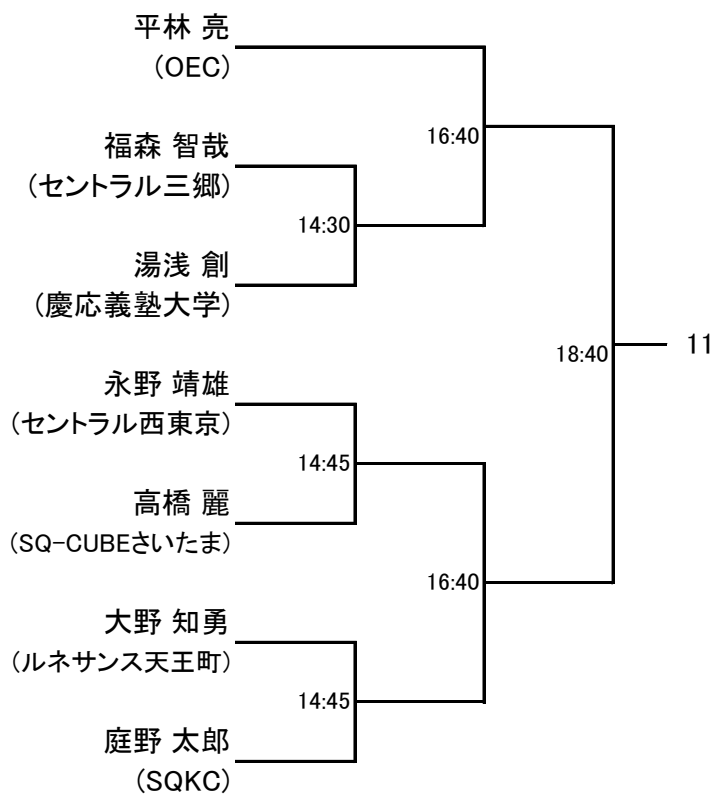 平林 亮
(OEC)
16:40
福森 智哉
(セントラル三郷)
14:30
湯浅 創
(慶応義塾大学)
18:40
11
永野 靖雄
(セントラル西東京)
14:45
高橋 麗
(SQ-CUBEさいたま)
16:40
大野 知勇
(ルネサンス天王町)
14:45
庭野 太郎
(SQKC)